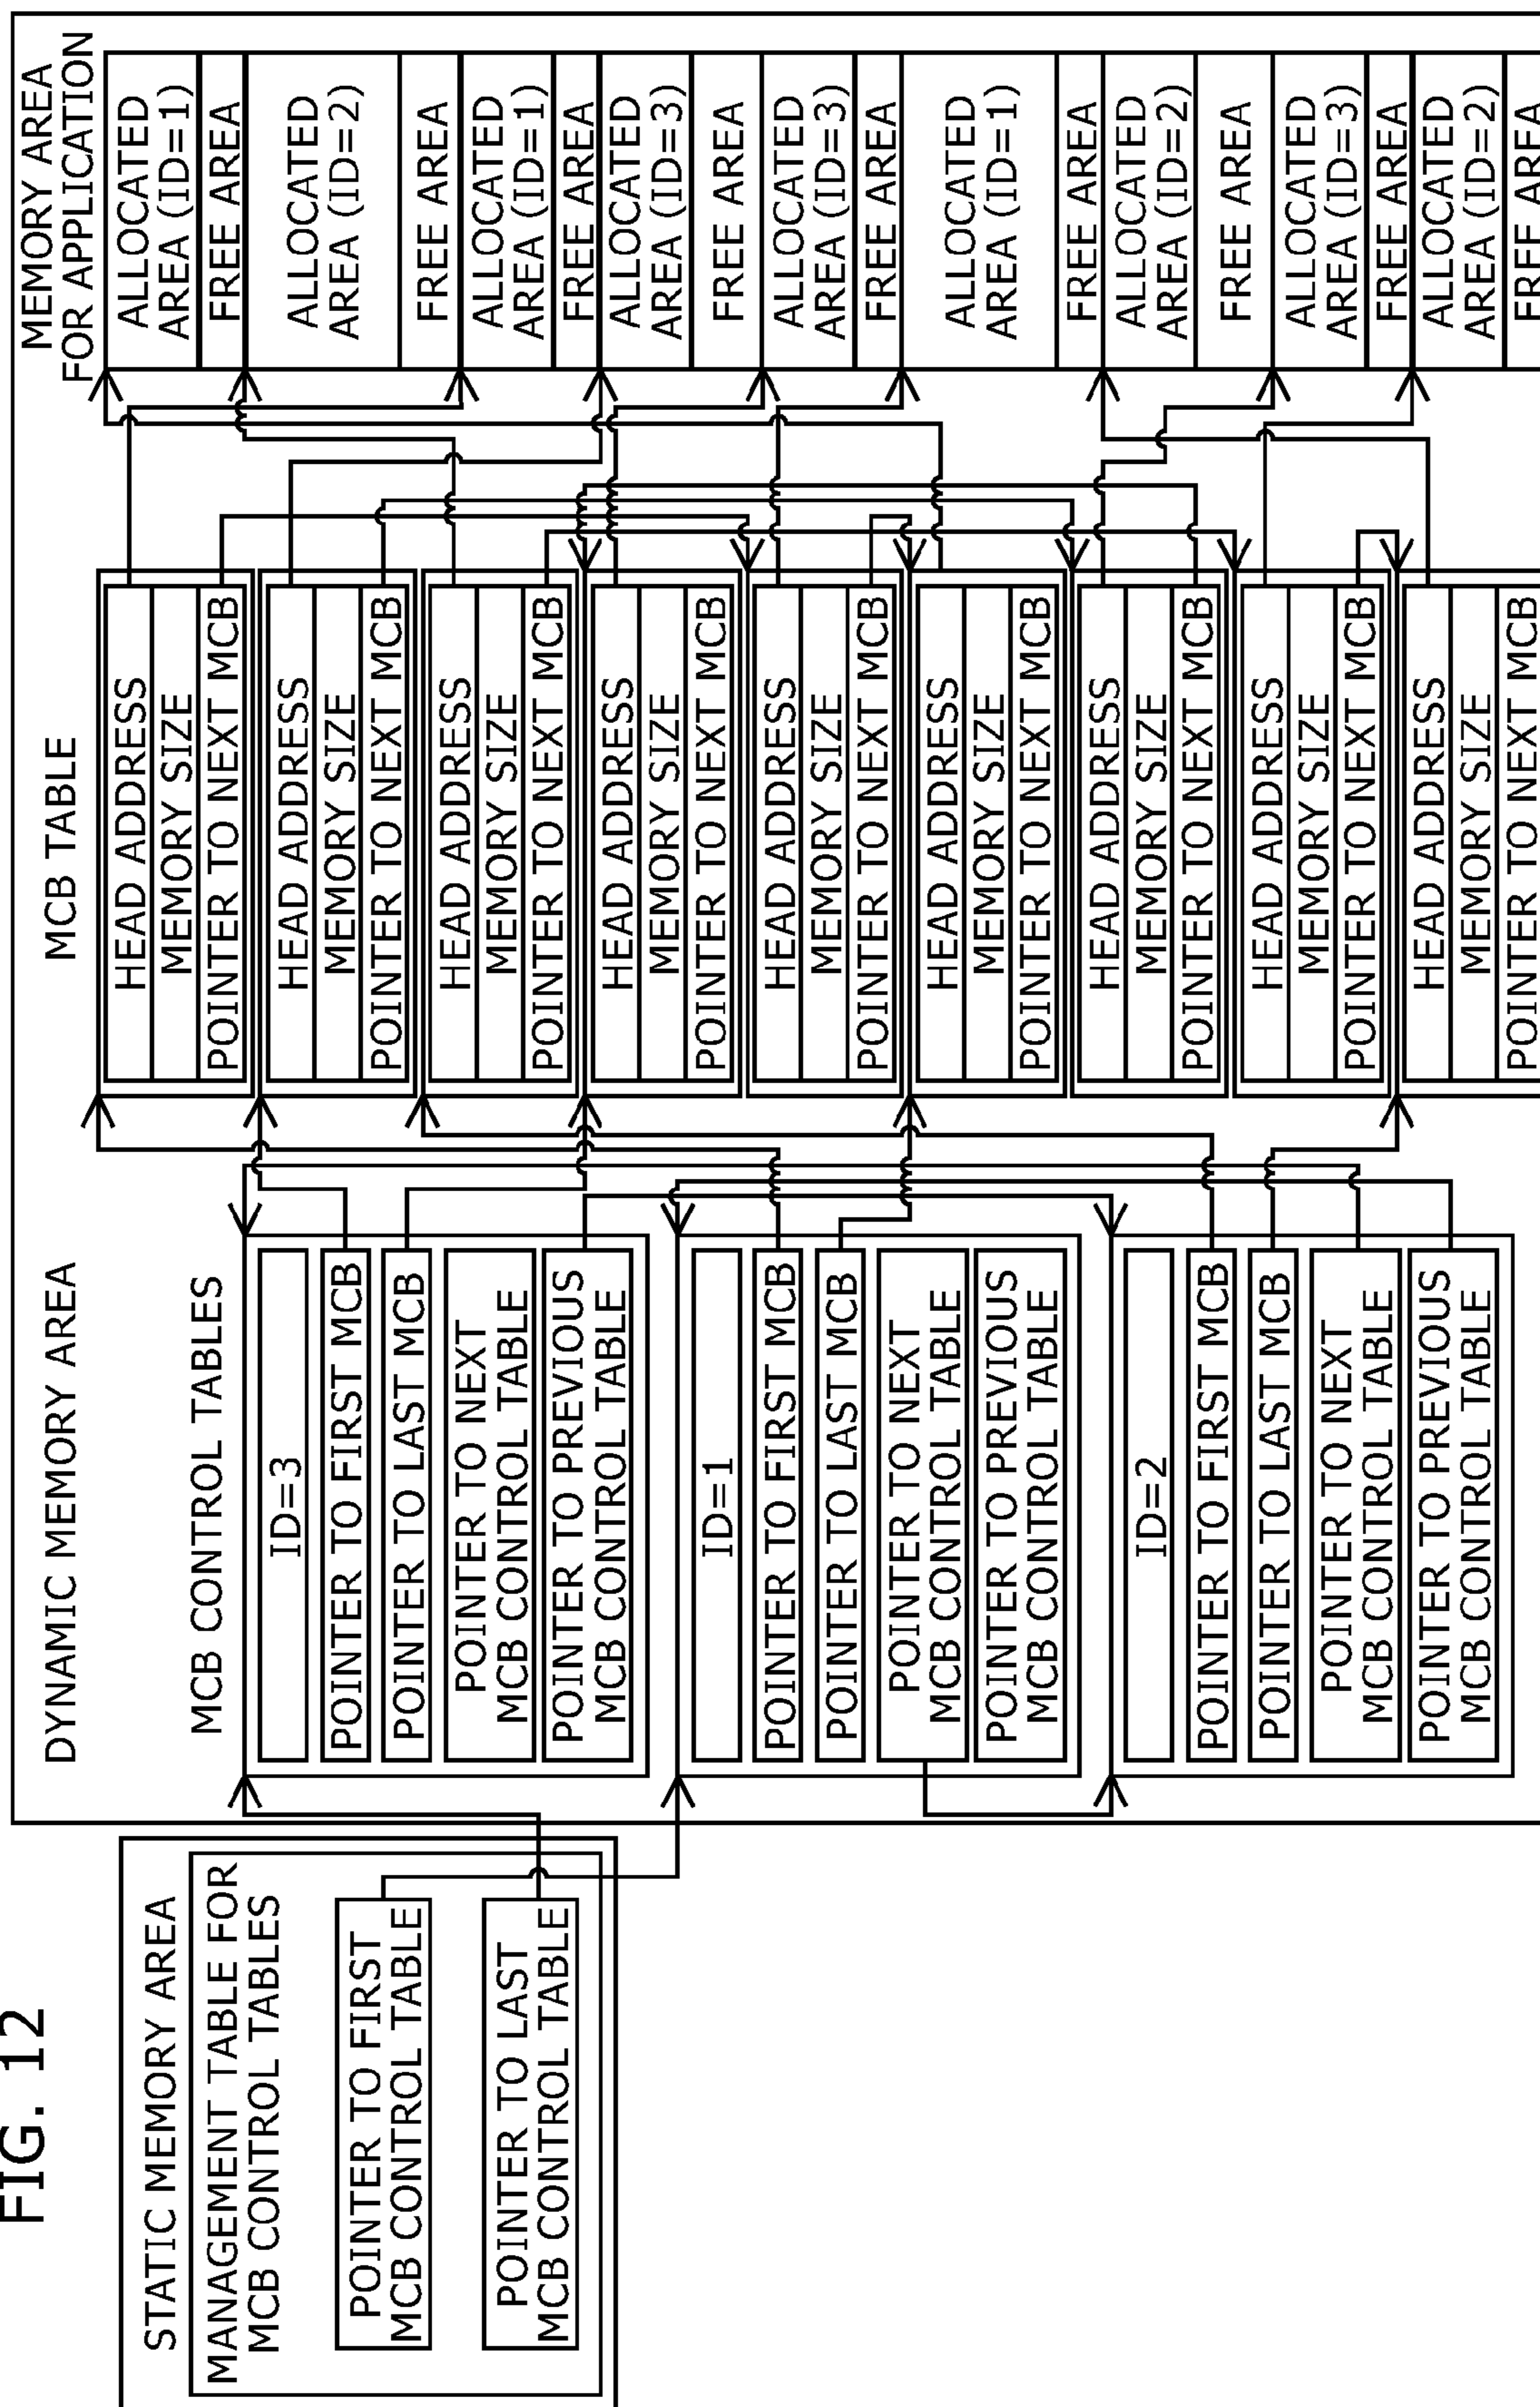 FIG. 12
STATIC MEMORY AREA
MANAGEMENT TABLE FOR
MCB CONTROL TABLES
POINTER TO FIRST
MCB CONTROL TABLE
POINTER TO LAST
MCB CONTROL TABLE
DYNAMIC MEMORY AREA
MCB CONTROL TABLES
ID=3
POINTER TO FIRST MCB
POINTER TO LAST MCB
POINTER TO NEXT
MCB CONTROL TABLE
POINTER TO PREVIOUS
MCB CONTROL TABLE
ID=1
POINTER TO FIRST MCB
POINTER TO LAST MCB
POINTER TO NEXT
MCB CONTROL TABLE
POINTER TO PREVIOUS
MCB CONTROL TABLE
ID=2
POINTER TO FIRST MCB
POINTER TO LAST MCB
POINTER TO NEXT
MCB CONTROL TABLE
POINTER TO PREVIOUS
MCB CONTROL TABLE
MCB TABLE
HEAD ADDRESS
MEMORY SIZE
POINTER TO NEXT MCB
HEAD ADDRESS
MEMORY SIZE
POINTER TO NEXT MCB
HEAD ADDRESS
MEMORY SIZE
POINTER TO NEXT MCB
HEAD ADDRESS
MEMORY SIZE
POINTER TO NEXT MCB
HEAD ADDRESS
MEMORY SIZE
POINTER TO NEXT MCB
HEAD ADDRESS
MEMORY SIZE
POINTER TO NEXT MCB
HEAD ADDRESS
MEMORY SIZE
POINTER TO NEXT MCB
HEAD ADDRESS
MEMORY SIZE
POINTER TO NEXT MCB
HEAD ADDRESS
MEMORY SIZE
POINTER TO NEXT MCB
MEMORY AREA
FOR APPLICATION
ALLOCATED
AREA (ID=1)
FREE AREA
ALLOCATED
AREA (ID=2)
FREE AREA
ALLOCATED
AREA (ID=1)
FREE AREA
ALLOCATED
AREA (ID=3)
FREE AREA
ALLOCATED
AREA (ID=3)
FREE AREA
ALLOCATED
AREA (ID=1)
FREE AREA
ALLOCATED
AREA (ID=2)
FREE AREA
ALLOCATED
AREA (ID=3)
FREE AREA
ALLOCATED
AREA (ID=2)
FREE AREA